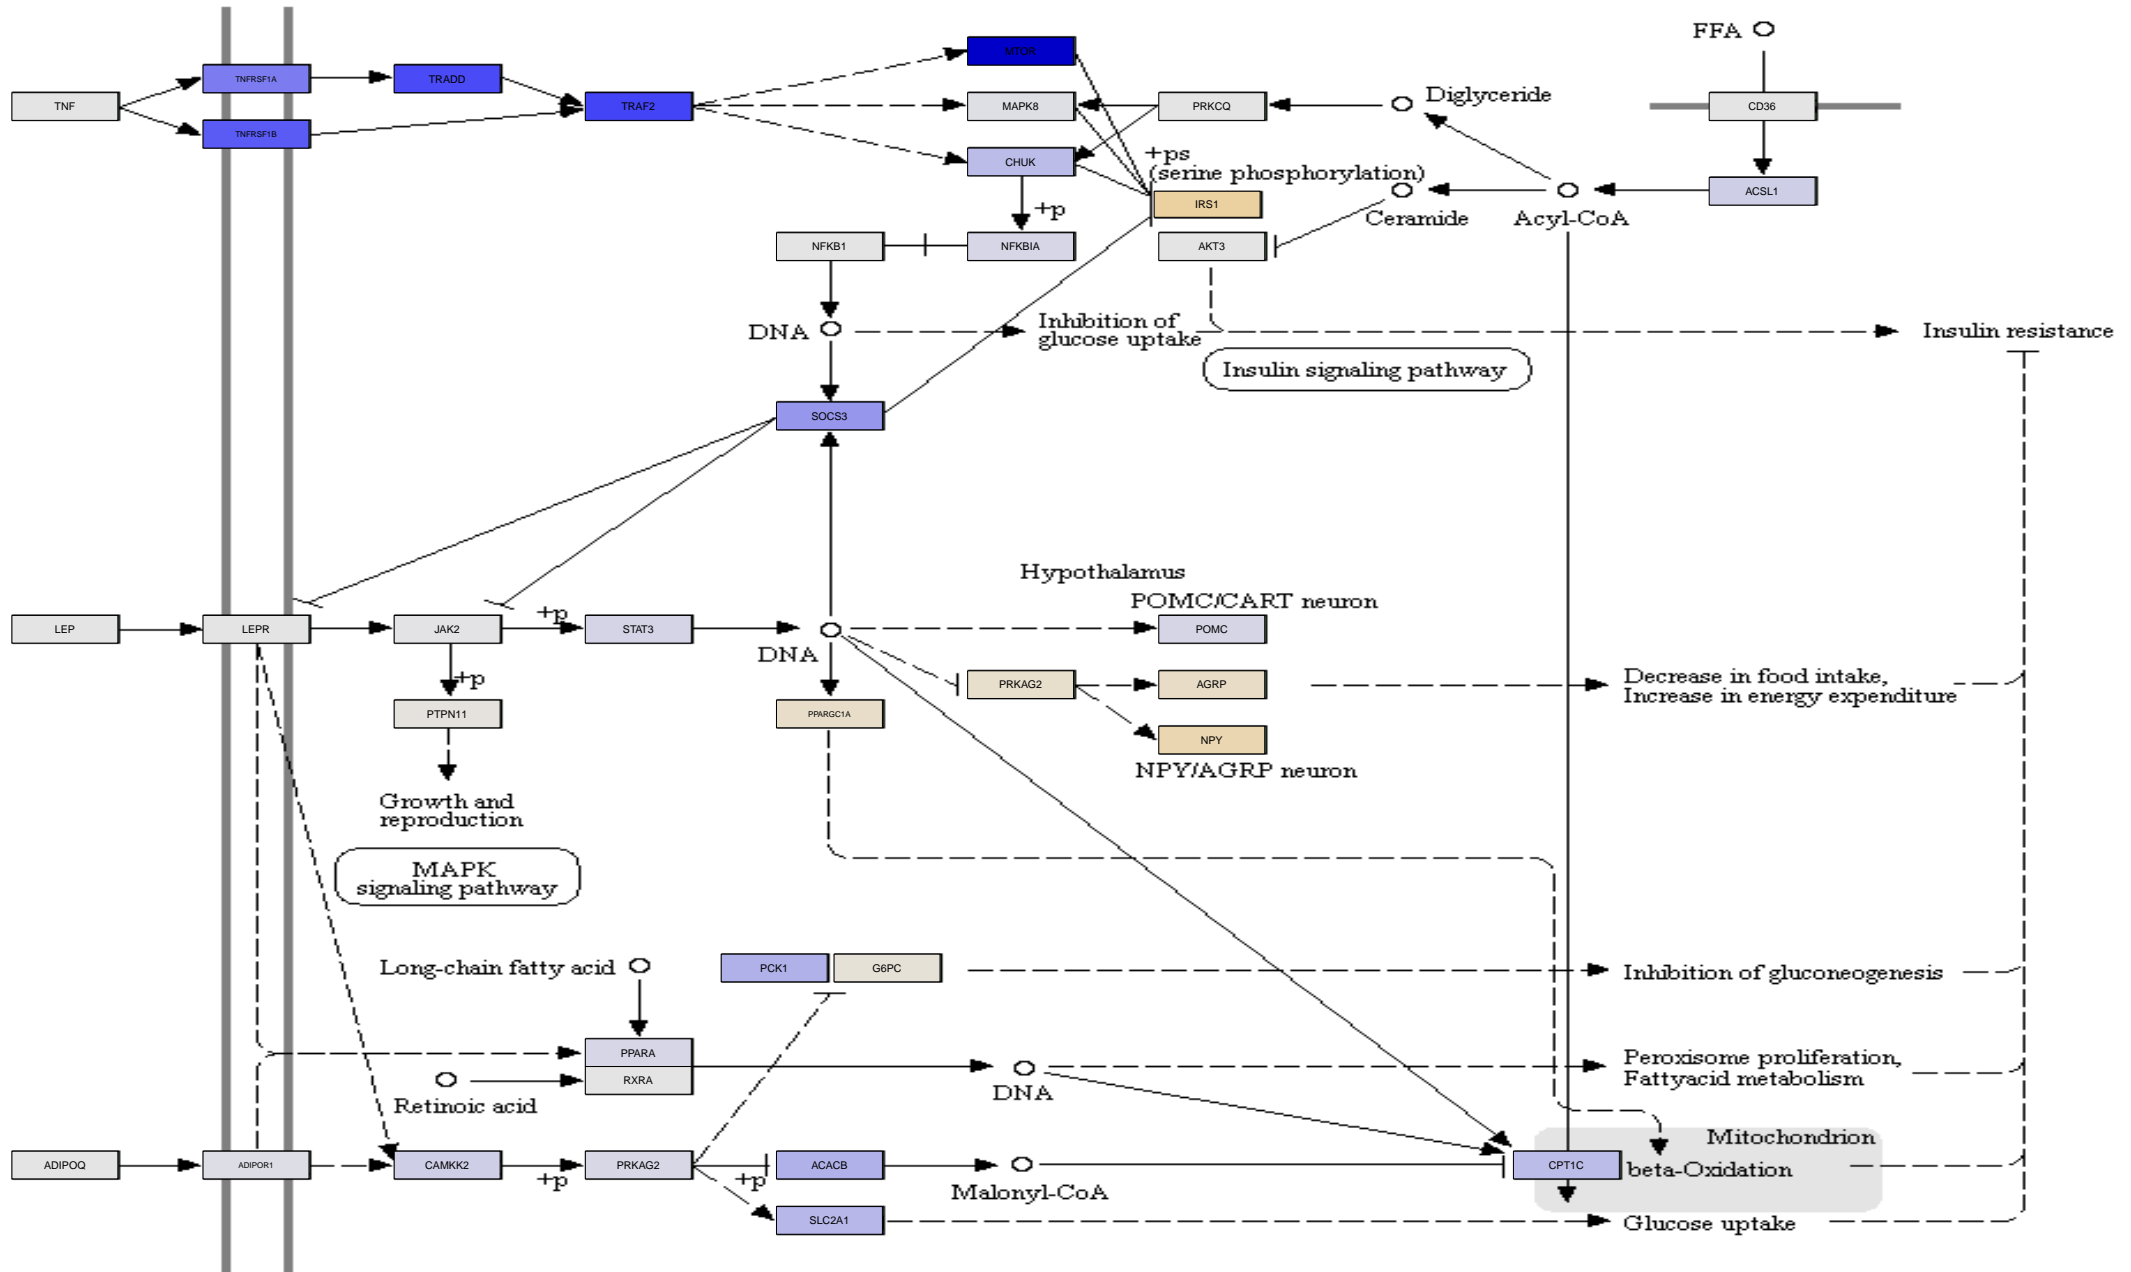 FFA
MTOR
TNFRSF1A
TRADD
TNF
TRAF2
MAPK8
PRKCQ
Diglyceride
CD36
TNFRSF1B
CHUK
+ps
(serine phosphorylation)
IRS1
ACSL1
+p
Ceramide
Acyl-CoA
NFKB1
NFKBIA
AKT3
DNA
Inhibition of
glucose uptake
Insulin resistance
Insulin signaling pathway
SOCS3
Hypothalamus
POMC/CART neuron
LEP
LEPR
JAK2
+p
STAT3
DNA
POMC
+p
PRKAG2
AGRP
Decrease in food intake,
Increase in energy expenditure
PTPN11
PPARGC1A
NPY
NPY/AGRP neuron
Growth and
reproduction
MAPK
signaling pathway
Long-chain fatty acid
PCK1
G6PC
Inhibition of gluconeogenesis
PPARA
RXRA
Retinoic acid
DNA
Peroxisome proliferation,
Fattyacid metabolism
Mitochondrion
ADIPOQ
ADIPOR1
CAMKK2
+p
PRKAG2
+p
ACACB
Malonyl-CoA
CPT1C
beta-Oxidation
SLC2A1
Glucose uptake